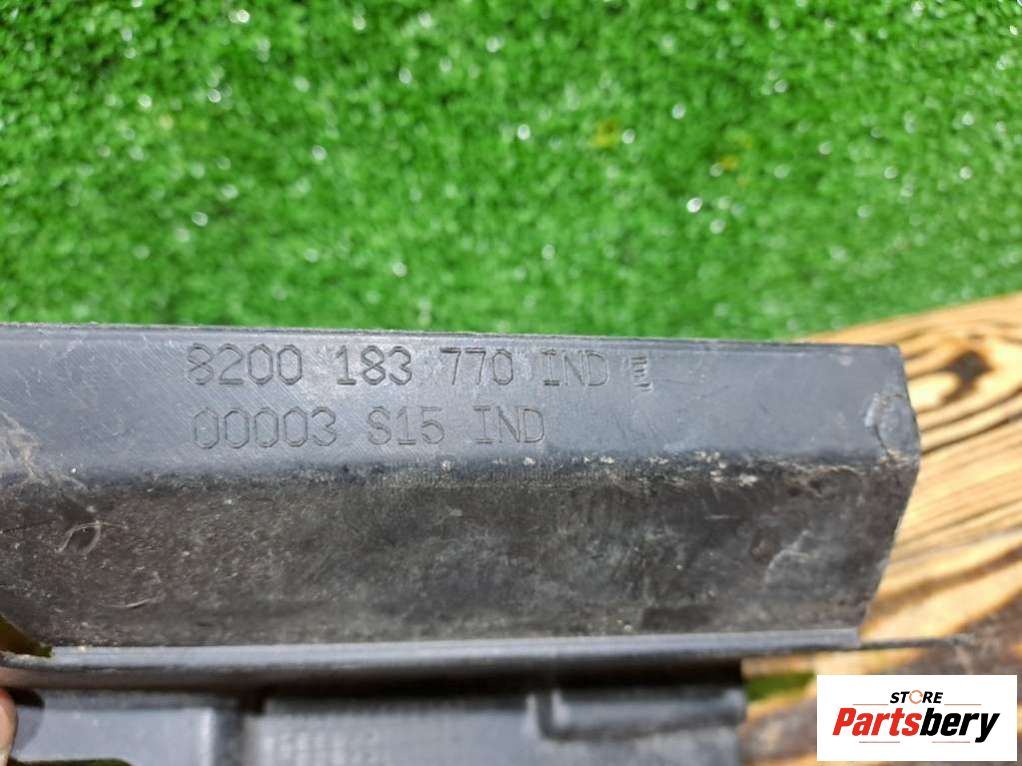 8200 183 770 IND E
00003 S15 IND
STORE
Partsbery